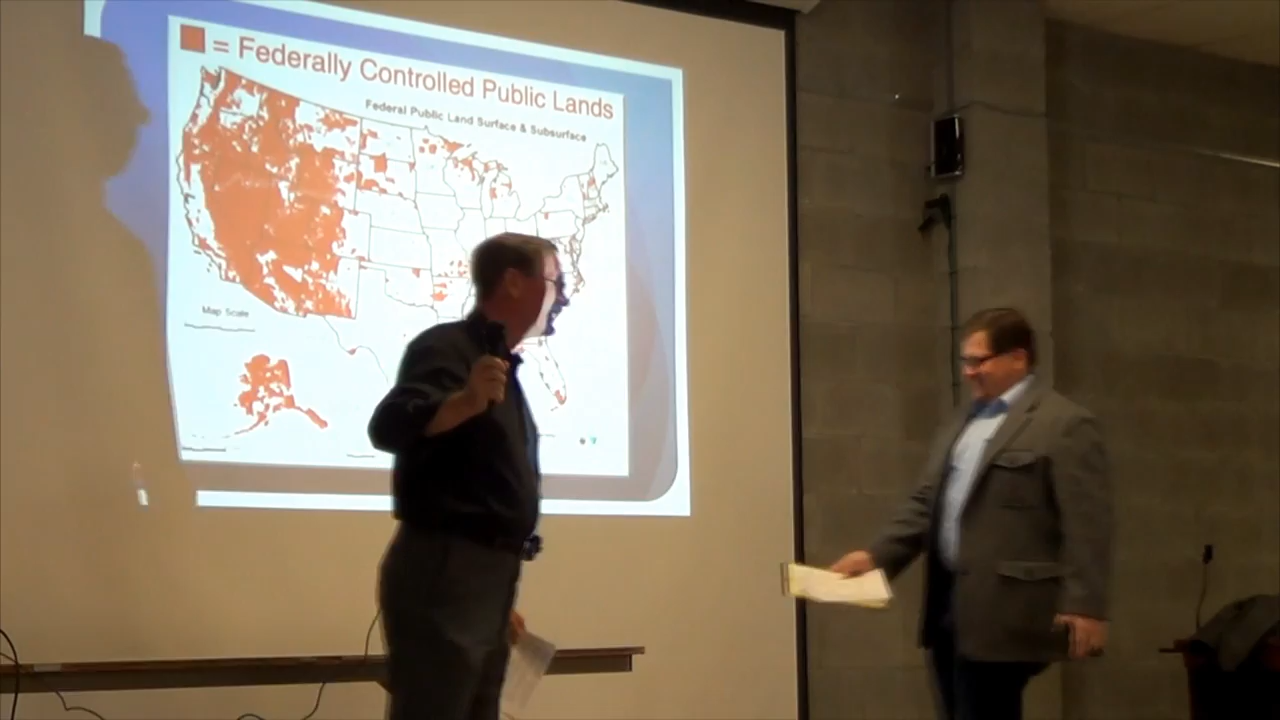 = Federally Controlled Public Lands
Federal Public Land Surface & Subsurface
Map Scale